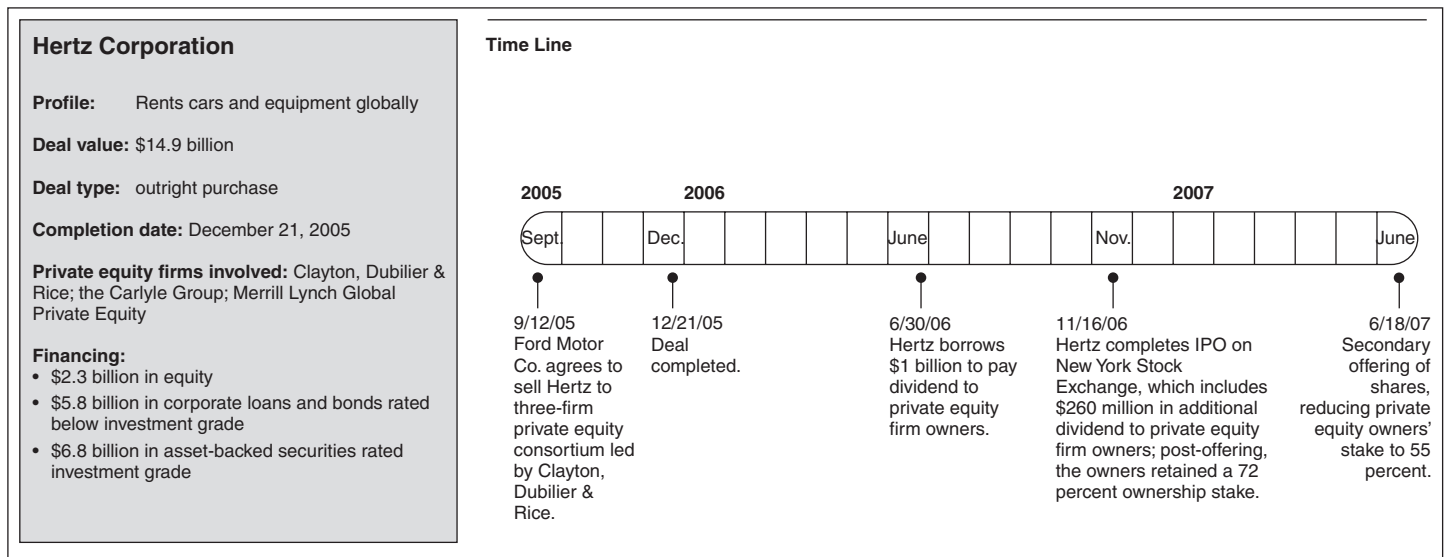 Hertz Corporation
Profile: Rents cars and equipment globally
Deal value: $14.9 billion
Deal type: outright purchase
Completion date: December 21, 2005
Private equity firms involved: Clayton, Dubilier &
Rice; the Carlyle Group; Merrill Lynch Global
Private Equity
Financing:
• $2.3 billion in equity
• $5.8 billion in corporate loans and bonds rated
below investment grade
• $6.8 billion in asset-backed securities rated
investment grade
Time Line
2005 2006 2007
Sept. Dec. June Nov. June
9/12/05
Ford Motor
Co. agrees to
sell Hertz to
three-firm
private equity
consortium led
by Clayton,
Dubilier &
Rice.
12/21/05
Deal
completed.
6/30/06
Hertz borrows
$1 billion to pay
dividend to
private equity
firm owners.
11/16/06
Hertz completes IPO on
New York Stock
Exchange, which includes
$260 million in additional
dividend to private equity
firm owners; post-offering,
the owners retained a 72
percent ownership stake.
6/18/07
Secondary
offering of
shares,
reducing private
equity owners'
stake to 55
percent.